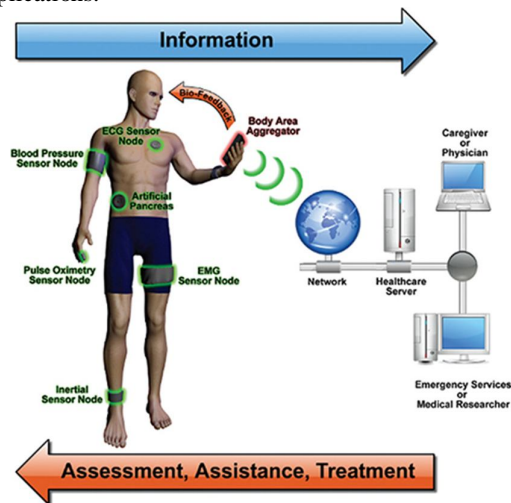 plications.
Information
Bio-Feedback
Body Area
Aggregator
ECG Sensor
Node
Blood Pressure
Sensor Node
Artificial
Pancreas
Pulse Oximetry
Sensor Node
EMG
Sensor Node
Inertial
Sensor Node
Caregiver
or
Physician
Network
Healthcare
Server
Emergency Services
or
Medical Researcher
Assessment, Assistance, Treatment